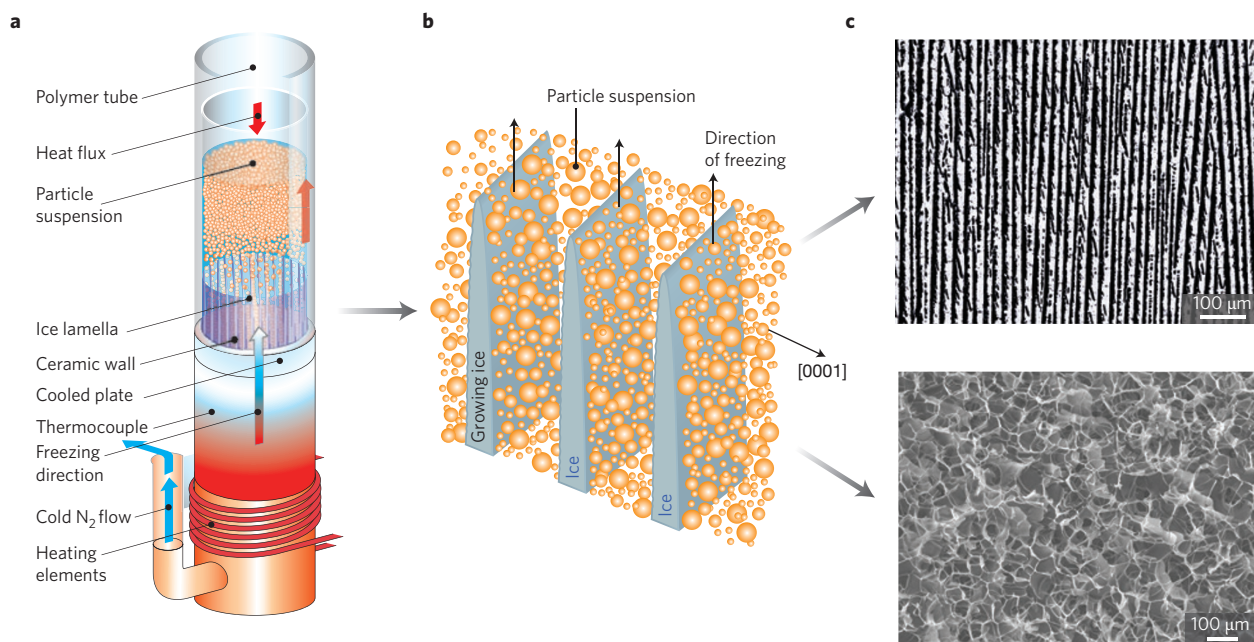 a
Polymer tube
Heat flux
Particle
suspension
Ice lamella
Ceramic wall
Cooled plate
Thermocouple
Freezing
direction
Cold N₂ flow
Heating
elements
b
Particle suspension
Direction
of freezing
[0001]
Growing ice
Ice
Ice
c
100 µm
100 µm